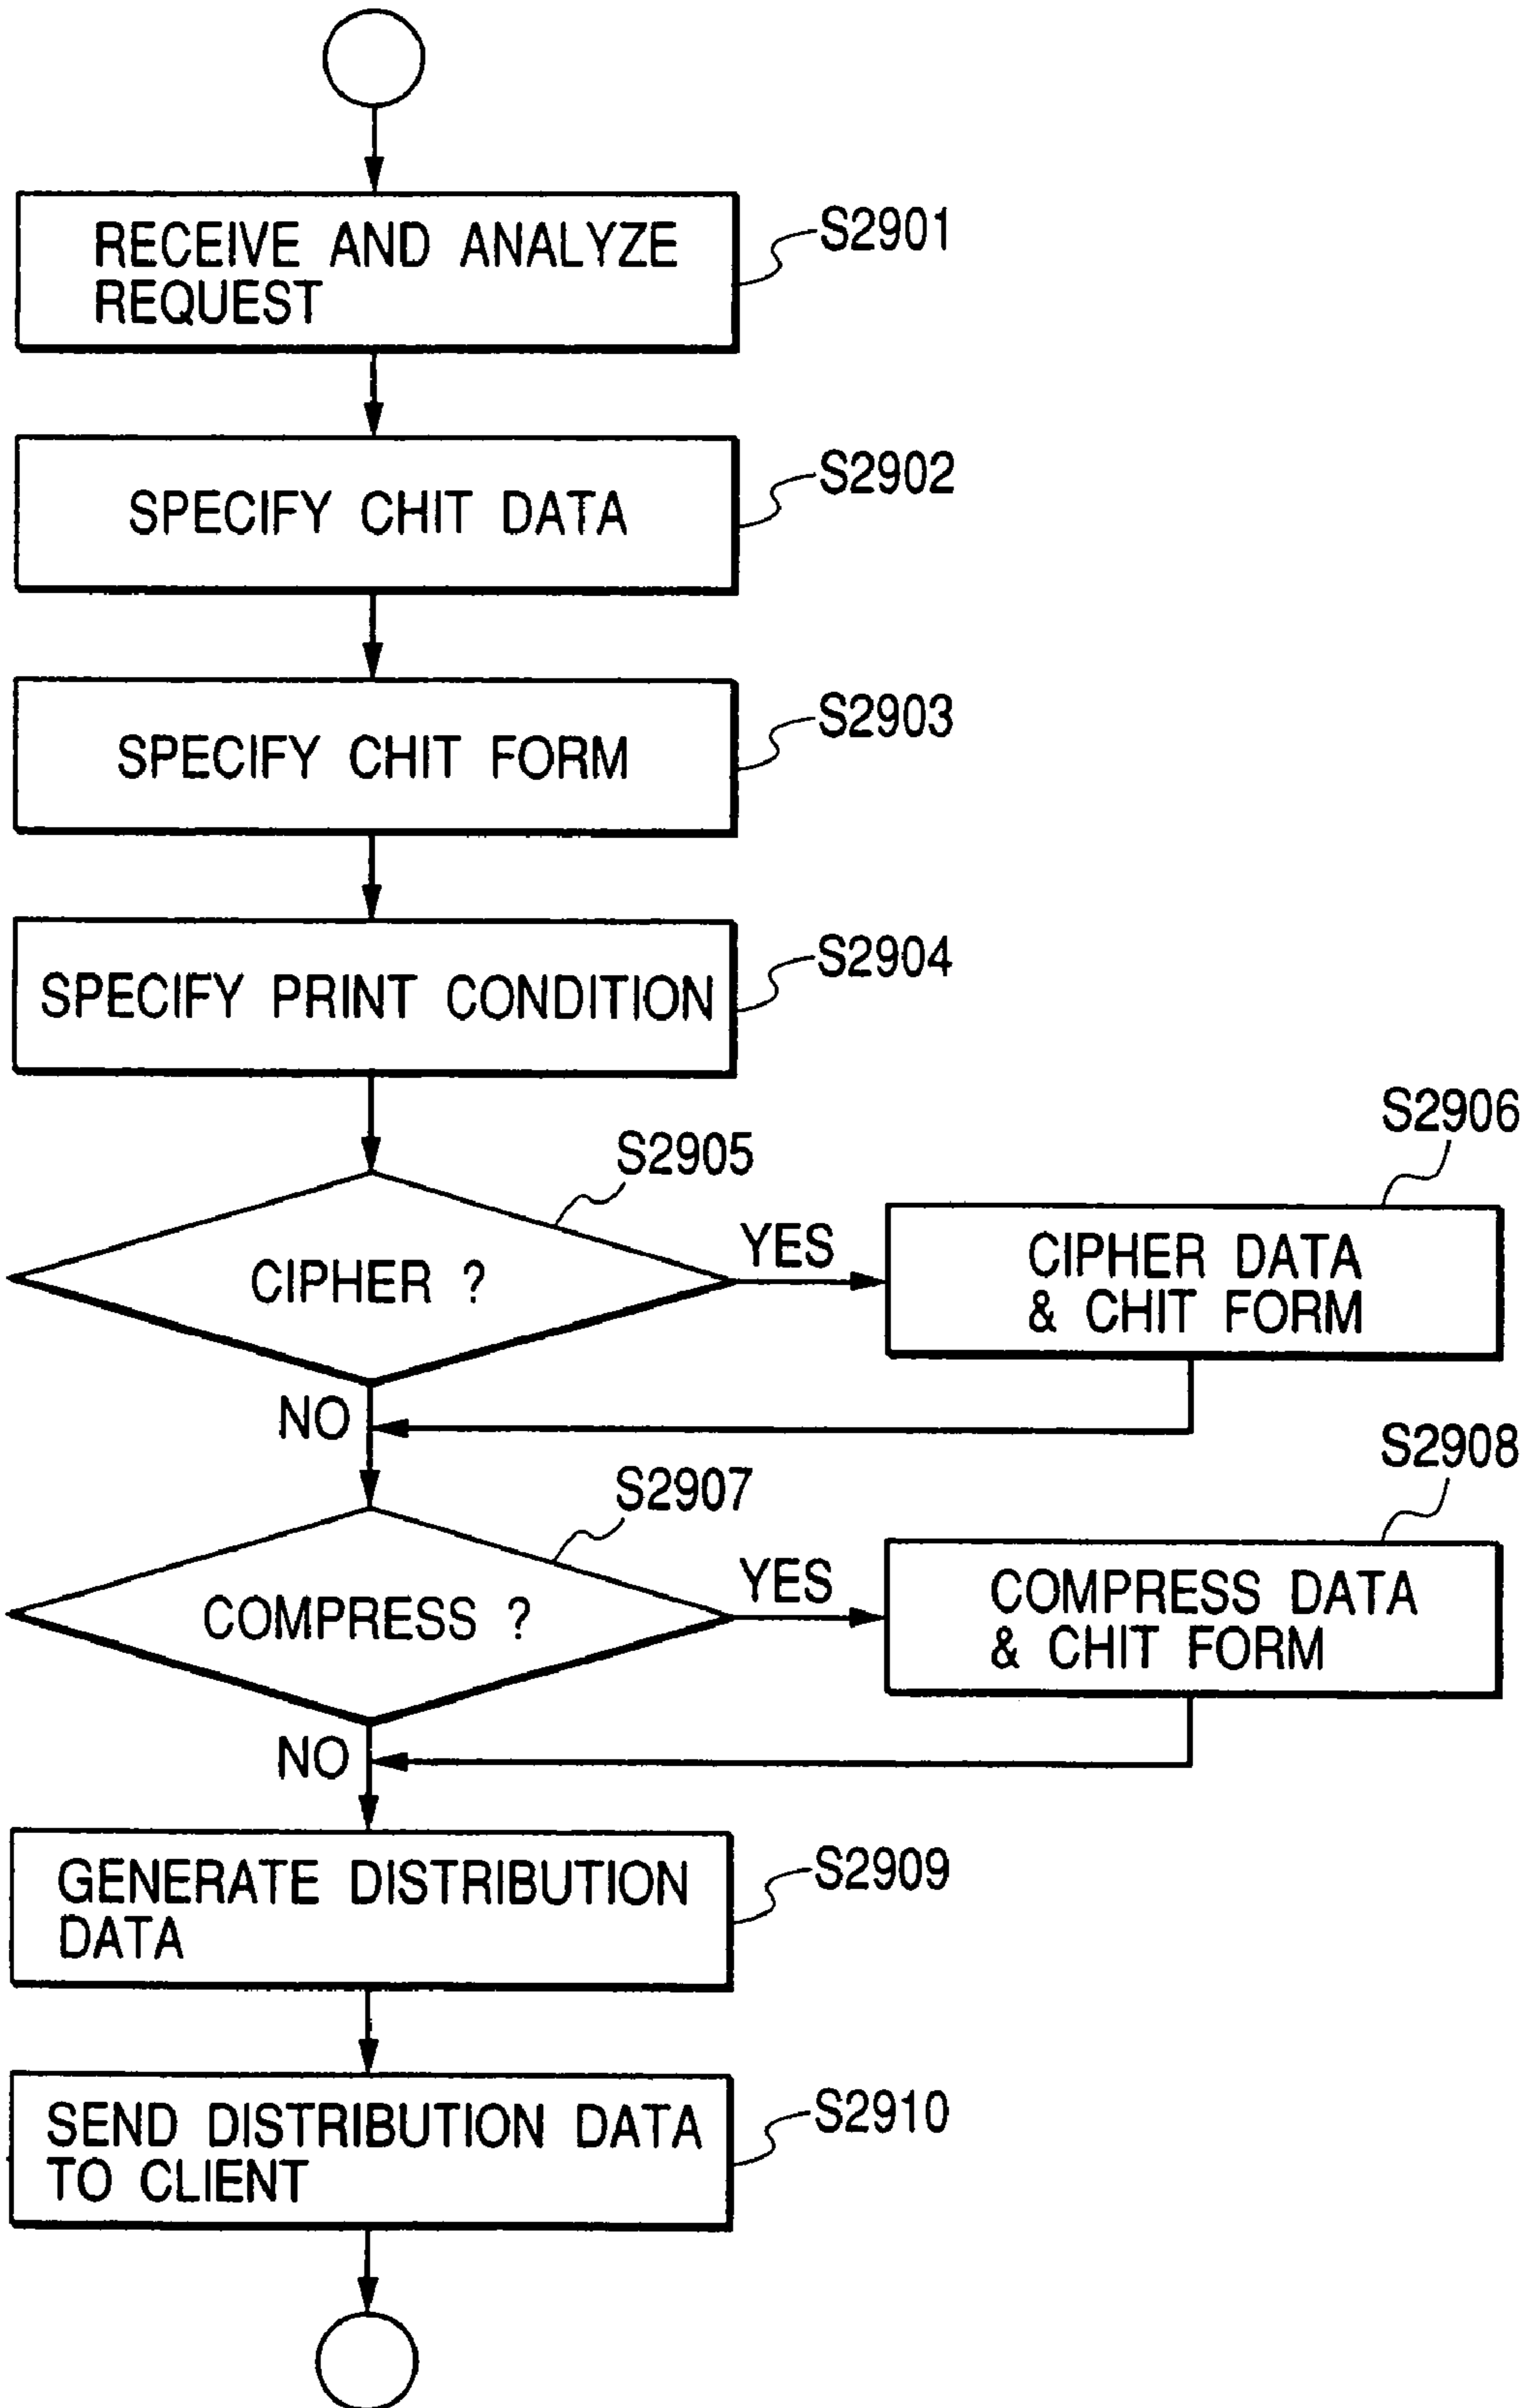 RECEIVE AND ANALYZE
REQUEST
S2901
SPECIFY CHIT DATA
S2902
SPECIFY CHIT FORM
S2903
SPECIFY PRINT CONDITION
S2904
CIPHER ?
S2905
YES
NO
S2906
CIPHER DATA
& CHIT FORM
COMPRESS ?
S2907
YES
NO
S2908
COMPRESS DATA
& CHIT FORM
GENERATE DISTRIBUTION
DATA
S2909
SEND DISTRIBUTION DATA
TO CLIENT
S2910